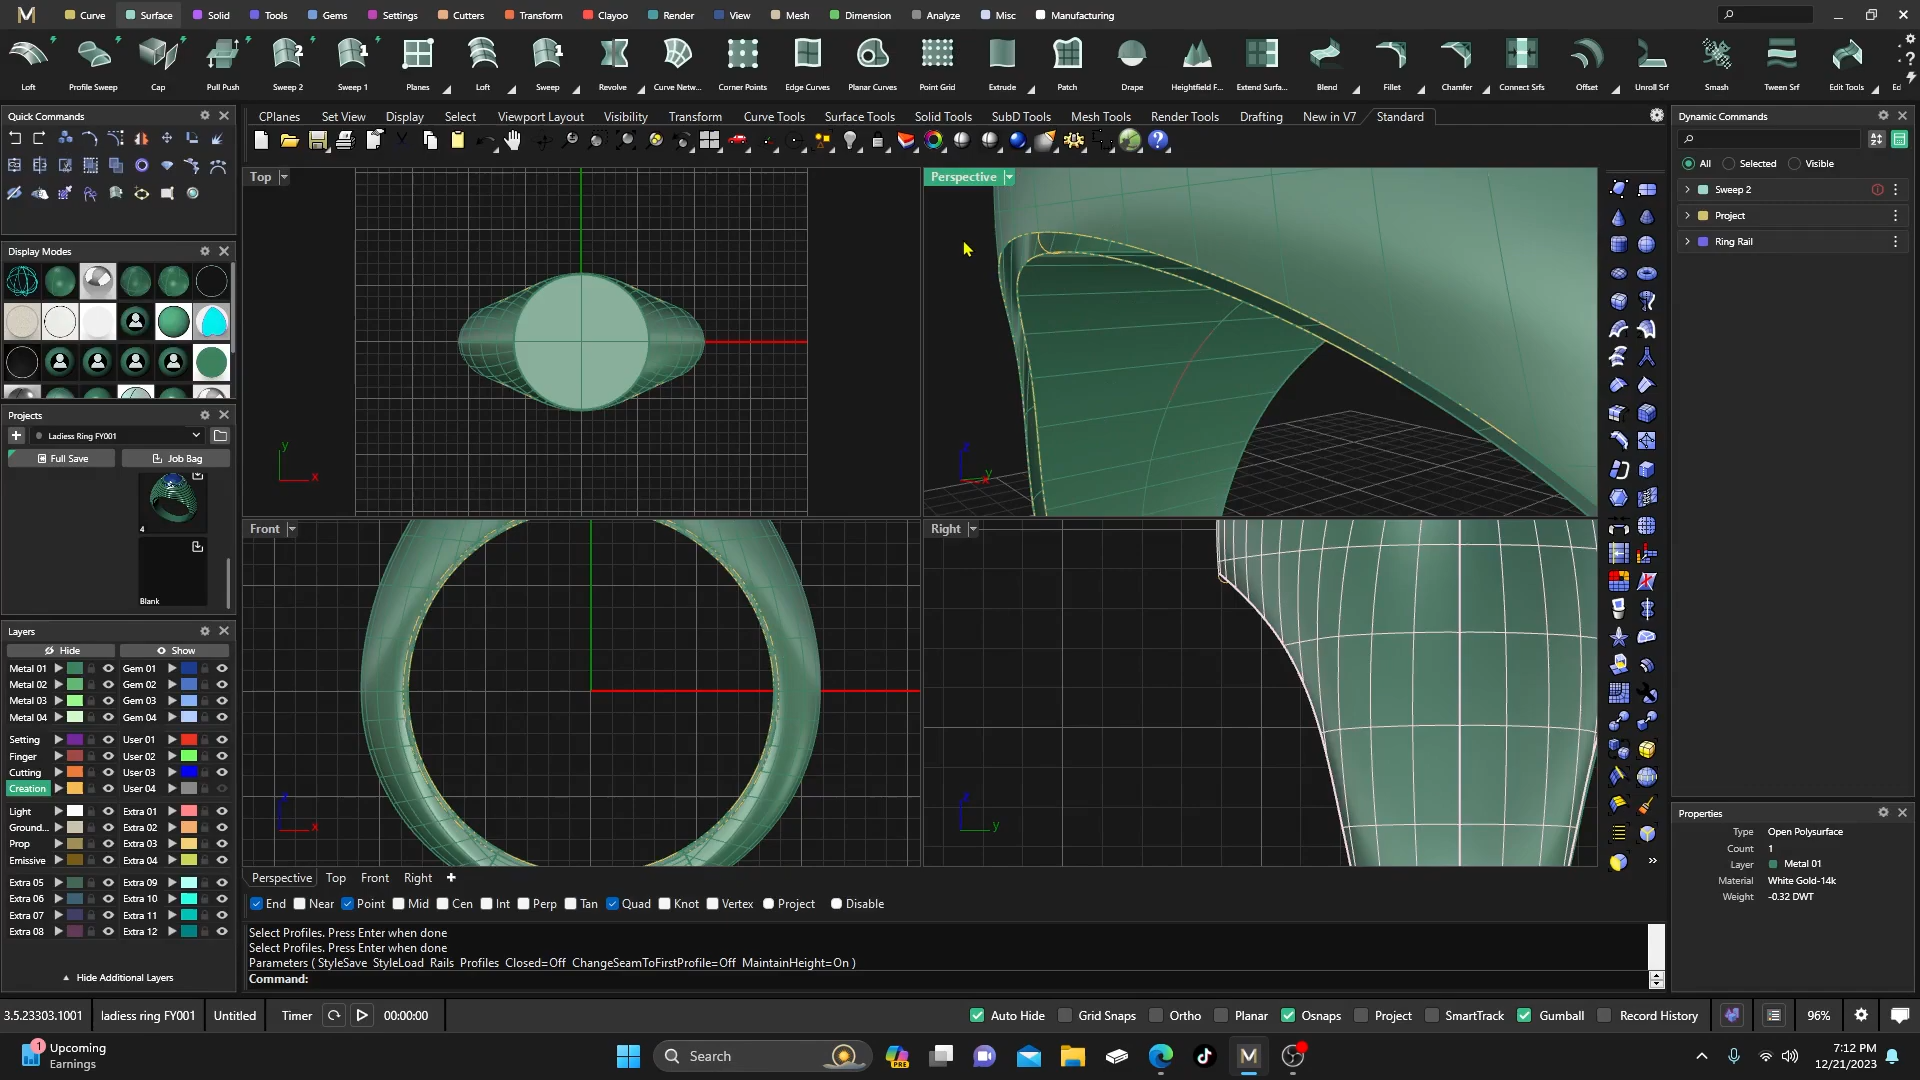 Curve Surface Solid Tools Gems Settings Cutters Transform Clayoo Render View Mesh Dimension Analyze Misc Manufacturing
Loft Profile Sweep Cap Pull Push Sweep 2 Sweep 1 Planes Loft Sweep Revolve Curve Netw... Corner Points Edge Curves Planar Curves Point Grid Extrude Patch Drape Heightfield F... Extend Surfa... Blend Fillet Chamfer Connect Srfs Offset Unroll Srf Smash Tween Srf Edit Tools Ed
Quick Commands
CPlanes Set View Display Select Viewport Layout Visibility Transform Curve Tools Surface Tools Solid Tools SubD Tools Mesh Tools Render Tools Drafting New in V7 Standard
Dynamic Commands
All Selected Visible
Sweep 2
Project
Ring Rail
Top
Perspective
Front
Right
Display Modes
Projects
Ladiess Ring FY001
Full Save Job Bag
4
Blank
Layers
Hide Show
Metal 01 Gem 01
Metal 02 Gem 02
Metal 03 Gem 03
Metal 04 Gem 04
Setting User 01
Finger User 02
Cutting User 03
Creation User 04
Light Extra 01
Ground... Extra 02
Prop Extra 03
Emissive Extra 04
Extra 05 Extra 09
Extra 06 Extra 10
Extra 07 Extra 11
Extra 08 Extra 12
Hide Additional Layers
Perspective Top Front Right
End Near Point Mid Cen Int Perp Tan Quad Knot Vertex Project Disable
Select Profiles. Press Enter when done
Select Profiles. Press Enter when done
Parameters ( StyleSave StyleLoad Rails Profiles Closed=Off ChangeSeamToFirstProfile=Off MaintainHeight=On )
Command:
Properties
Type Open Polysurface
Count 1
Layer Metal 01
Material White Gold-14k
Weight -0.32 DWT
3.5.23303.1001 ladiess ring FY001 Untitled Timer 00:00:00 Auto Hide Grid Snaps Ortho Planar Osnaps Project SmartTrack Gumball Record History 96%
1 Upcoming
Earnings
Search
PRE
7:12 PM
12/21/2023